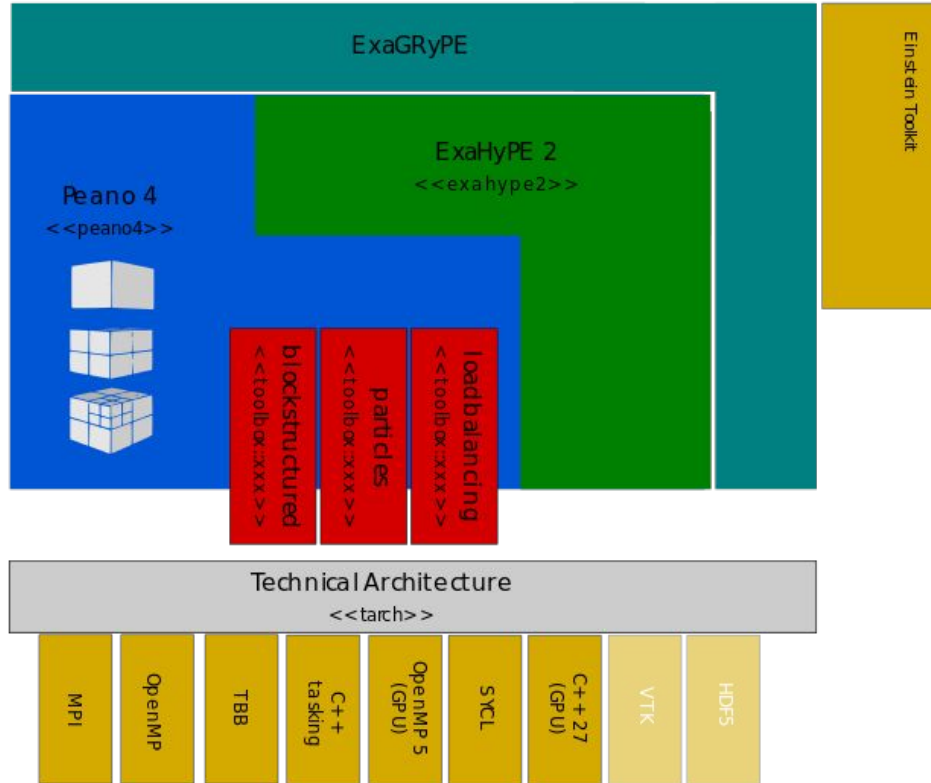 ExaGRyPE
Einstein Toolkit
ExaHyPE 2
<<exahype2>>
Peano 4
<<peano4>>
blockstructured
<<toolbox::xxx>>
particles
<<toolbox::xxx>>
loadbalancing
<<toolbox::xxx>>
Technical Architecture
<<tarch>>
MPI
OpenMP
TBB
C++
tasking
OpenMP 5
(GPU)
SYCL
C++27
(GPU)
VTK
HDF5